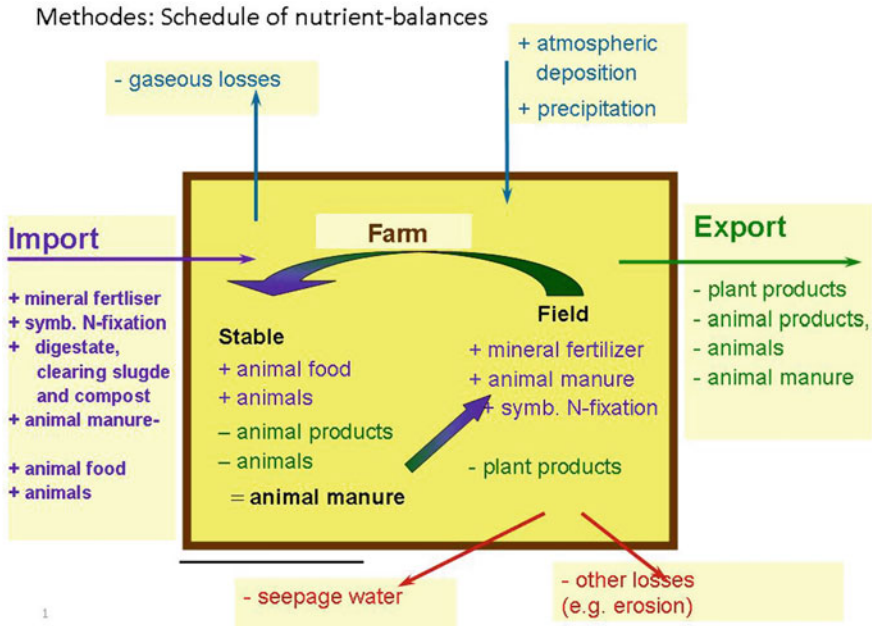 Methodes: Schedule of nutrient-balances
- gaseous losses
+ atmospheric
deposition
+ precipitation
Import
+ mineral fertliser
+ symb. N-fixation
+ digestate,
clearing slugde
and compost
+ animal manure-
+ animal food
+ animals
Farm
Stable
+ animal food
+ animals
– animal products
– animals
= animal manure
Field
+ mineral fertilizer
+ animal manure
+ symb. N-fixation
- plant products
Export
- plant products
- animal products,
- animals
- animal manure
- seepage water
- other losses
(e.g. erosion)
1